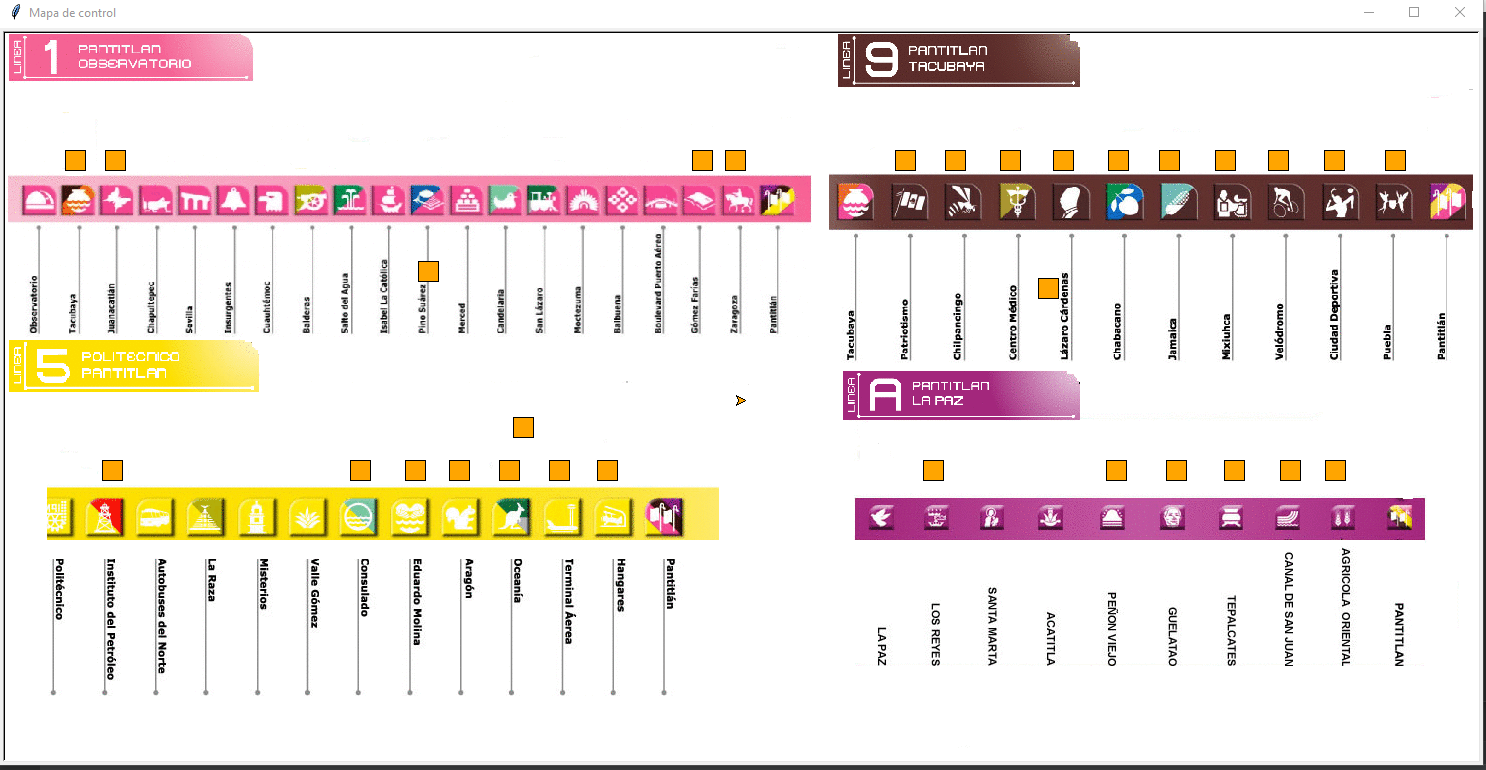 Mapa de control
LINEA 1 PANTITLAN
OBSERVATORIO
Observatorio
Tacubaya
Juanacatlán
Chapultepec
Sevilla
Insurgentes
Cuauhtémoc
Balderas
Salto del Agua
Isabel La Católica
Pino Suárez
Merced
Candelaria
San Lázaro
Moctezuma
Balbuena
Boulevard Puerto Aéreo
Gómez Farías
Zaragoza
Pantitlán
LINEA 9 PANTITLAN
TACUBAYA
Tacubaya
Patriotismo
Chilpancingo
Centro Médico
Lázaro Cárdenas
Chabacano
Jamaica
Mixiuhca
Velódromo
Ciudad Deportiva
Puebla
Pantitlán
LINEA 5 POLITECNICO
PANTITLAN
Politécnico
Instituto del Petróleo
Autobuses del Norte
La Raza
Misterios
Valle Gómez
Consulado
Eduardo Molina
Aragón
Oceanía
Terminal Áerea
Hangares
Pantitlán
LINEA A PANTITLAN
LA PAZ
LA PAZ
LOS REYES
SANTA MARTA
ACATITLA
PEÑON VIEJO
GUELATAO
TEPALCATES
CANAL DE SAN JUAN
AGRICOLA ORIENTAL
PANTITLAN